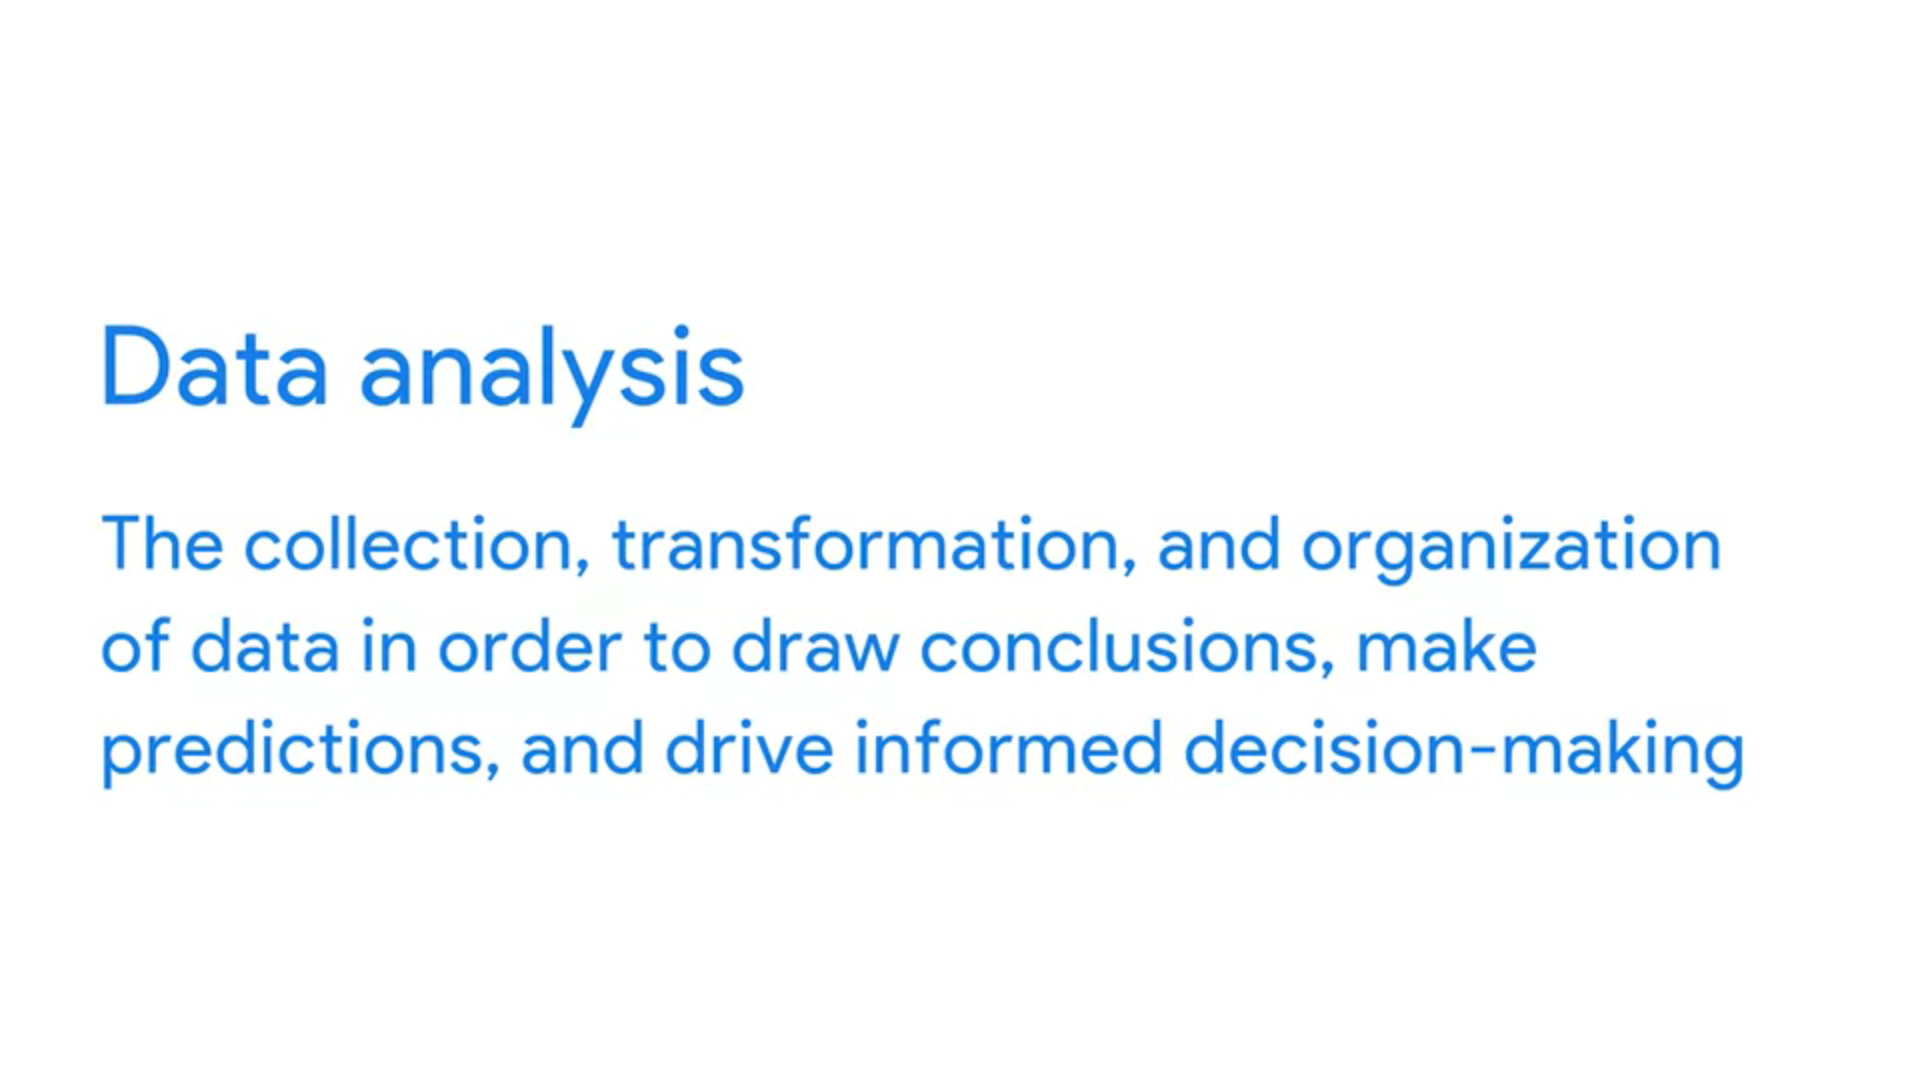 Data analysis
The collection, transformation, and organization
of data in order to draw conclusions, make
predictions, and drive informed decision-making